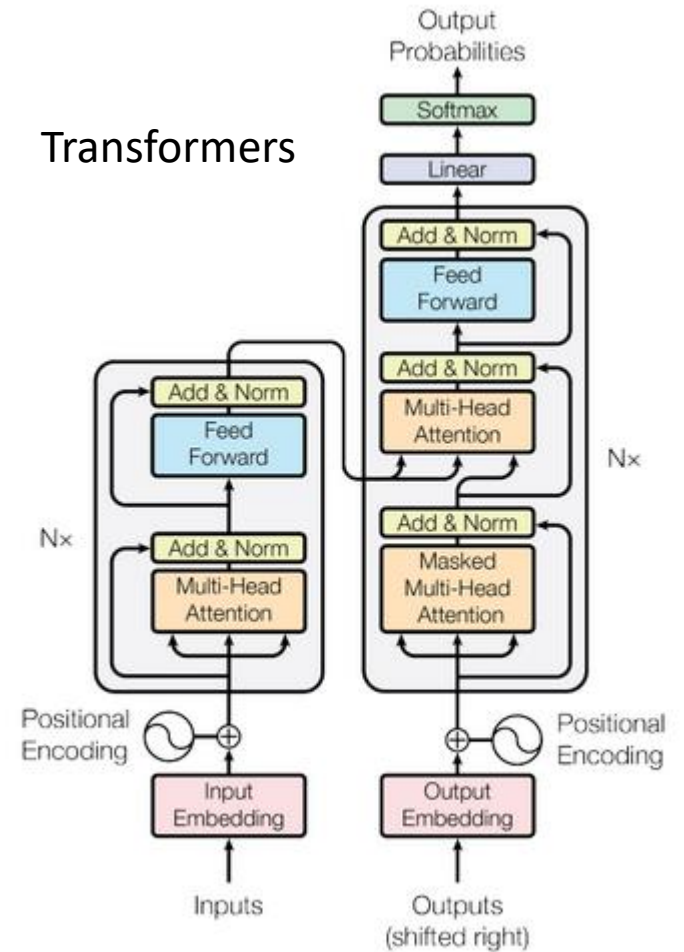 Transformers
Output
Probabilities
Softmax
Linear
Add & Norm
Feed
Forward
Add & Norm
Multi-Head
Attention
Add & Norm
Masked
Multi-Head
Attention
Nx
Positional
Encoding
Output
Embedding
Outputs
(shifted right)
Add & Norm
Feed
Forward
Add & Norm
Multi-Head
Attention
Nx
Positional
Encoding
Input
Embedding
Inputs